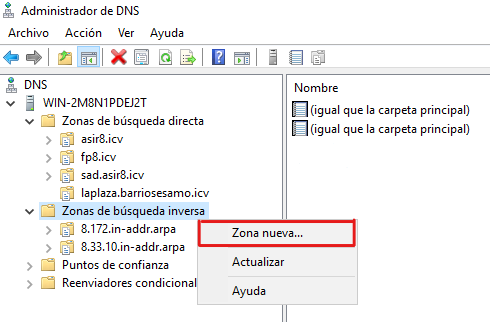 Administrador de DNS
Archivo Acción Ver Ayuda
DNS
WIN-2M8N1PDEJ2T
Zonas de búsqueda directa
asir8.icv
fp8.icv
sad.asir8.icv
laplaza.barriosesamo.icv
Zonas de búsqueda inversa
8.172.in-addr.arpa
8.33.10.in-addr.arpa
Puntos de confianza
Reenviadores condicional
Nombre
(igual que la carpeta principal)
(igual que la carpeta principal)
Zona nueva...
Actualizar
Ayuda